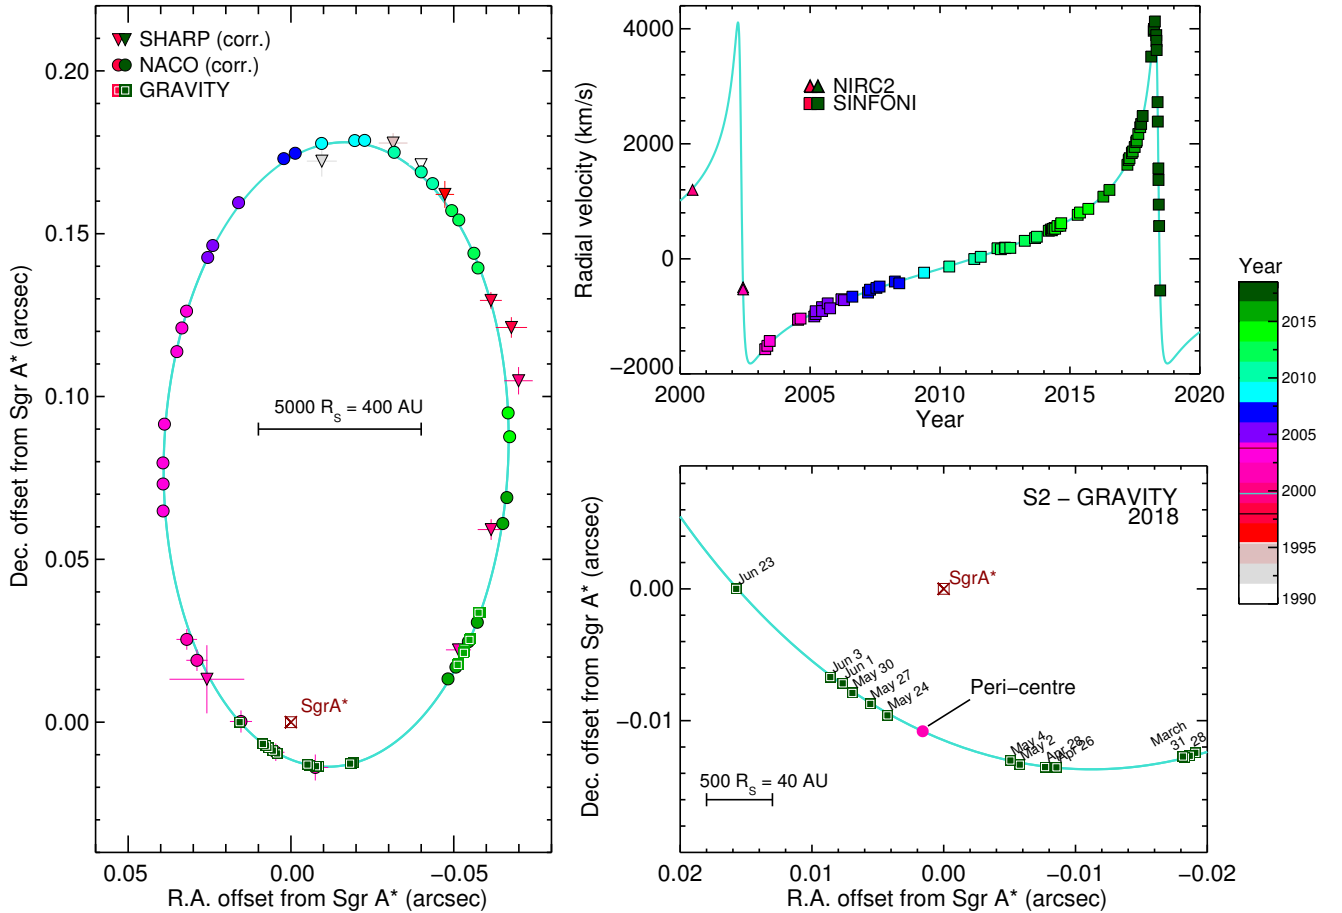 SHARP (corr.)
NACO (corr.)
GRAVITY
0.20
0.15
0.10
0.05
0.00
Dec. offset from Sgr A* (arcsec)
5000 R_S = 400 AU
SgrA*
0.05
0.00
−0.05
R.A. offset from Sgr A* (arcsec)
4000
2000
0
−2000
Radial velocity (km/s)
NIRC2
SINFONI
2000
2005
2010
2015
2020
Year
S2 − GRAVITY
2018
0.00
−0.01
Dec. offset from Sgr A* (arcsec)
SgrA*
Jun 23
Jun 3
Jun 1
May 30
May 27
May 24
Peri−centre
May 4
May 2
Apr 28
Apr 26
March
31
28
500 R_S = 40 AU
0.02
0.01
0.00
−0.01
−0.02
R.A. offset from Sgr A* (arcsec)
Year
2015
2010
2005
2000
1995
1990